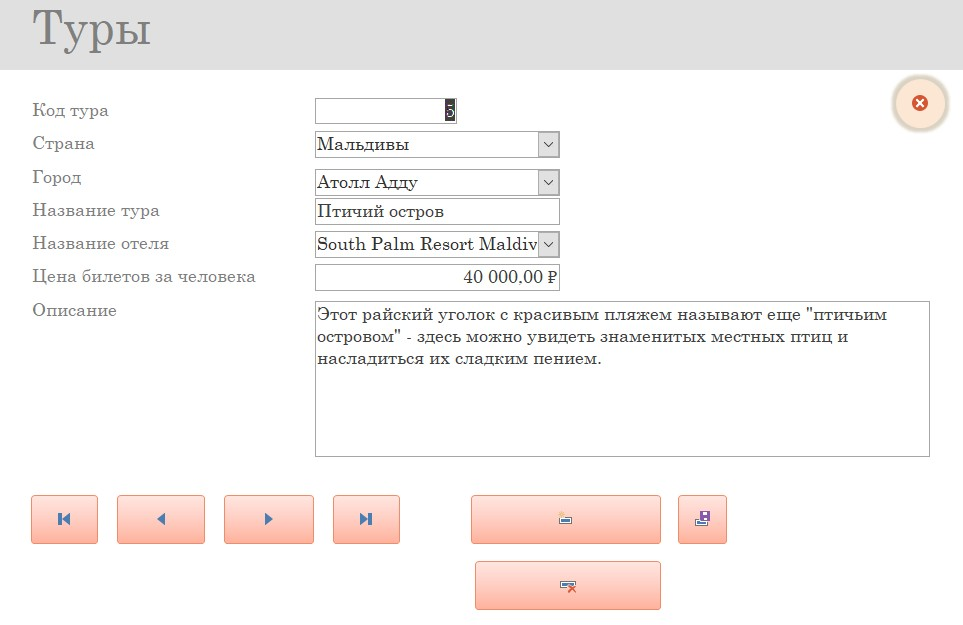 Туры
Код тура 5
Страна Мальдивы
Город Атолл Адду
Название тура Птичий остров
Название отеля South Palm Resort Maldiv
Цена билетов за человека 40 000,00 ₽
Описание Этот райский уголок с красивым пляжем называют еще "птичьим
островом" - здесь можно увидеть знаменитых местных птиц и
насладиться их сладким пением.